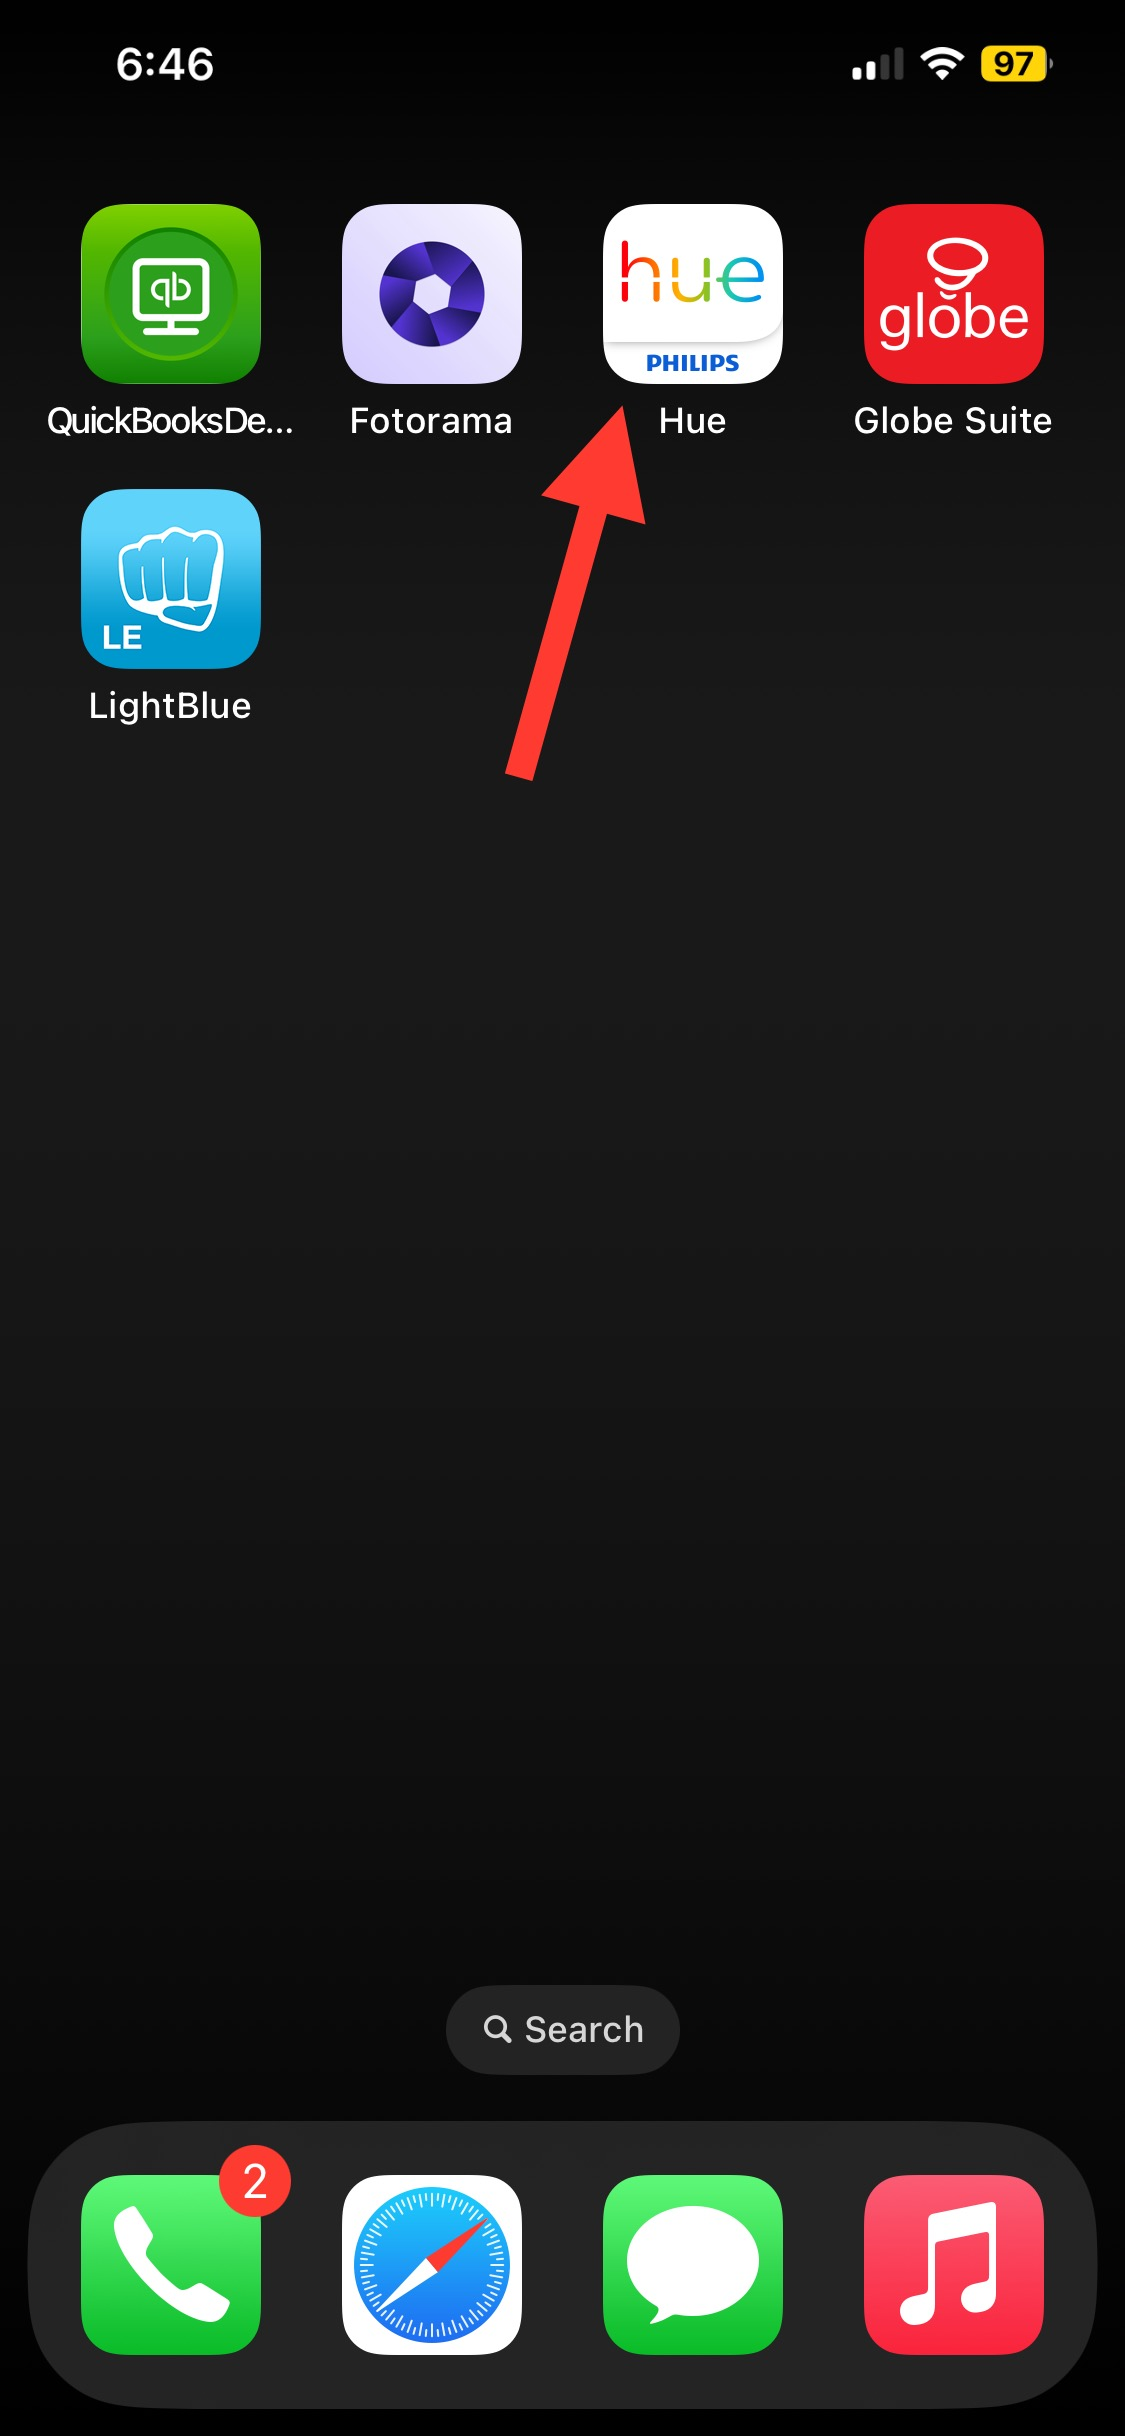 6:46
97
hue
PHILIPS
globe
QuickBooksDe...
Fotorama
Hue
Globe Suite
LE
LightBlue
Search
2